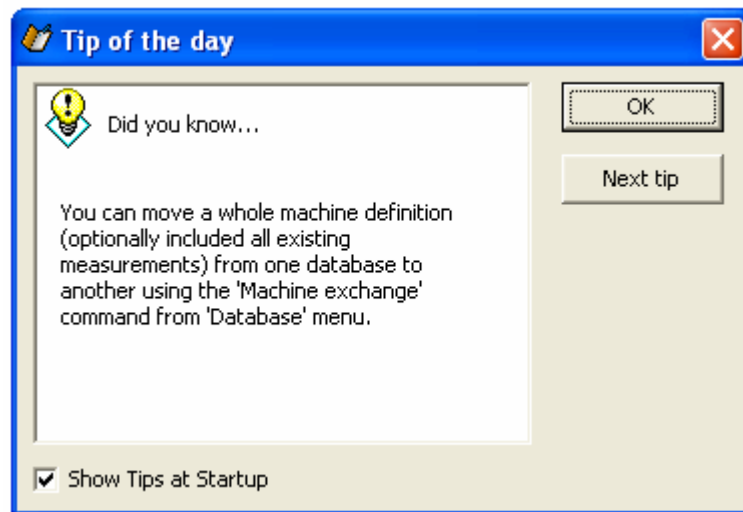 Tip of the day
Did you know...
OK
Next tip
You can move a whole machine definition
(optionally included all existing
measurements) from one database to
another using the 'Machine exchange'
command from 'Database' menu.
Show Tips at Startup